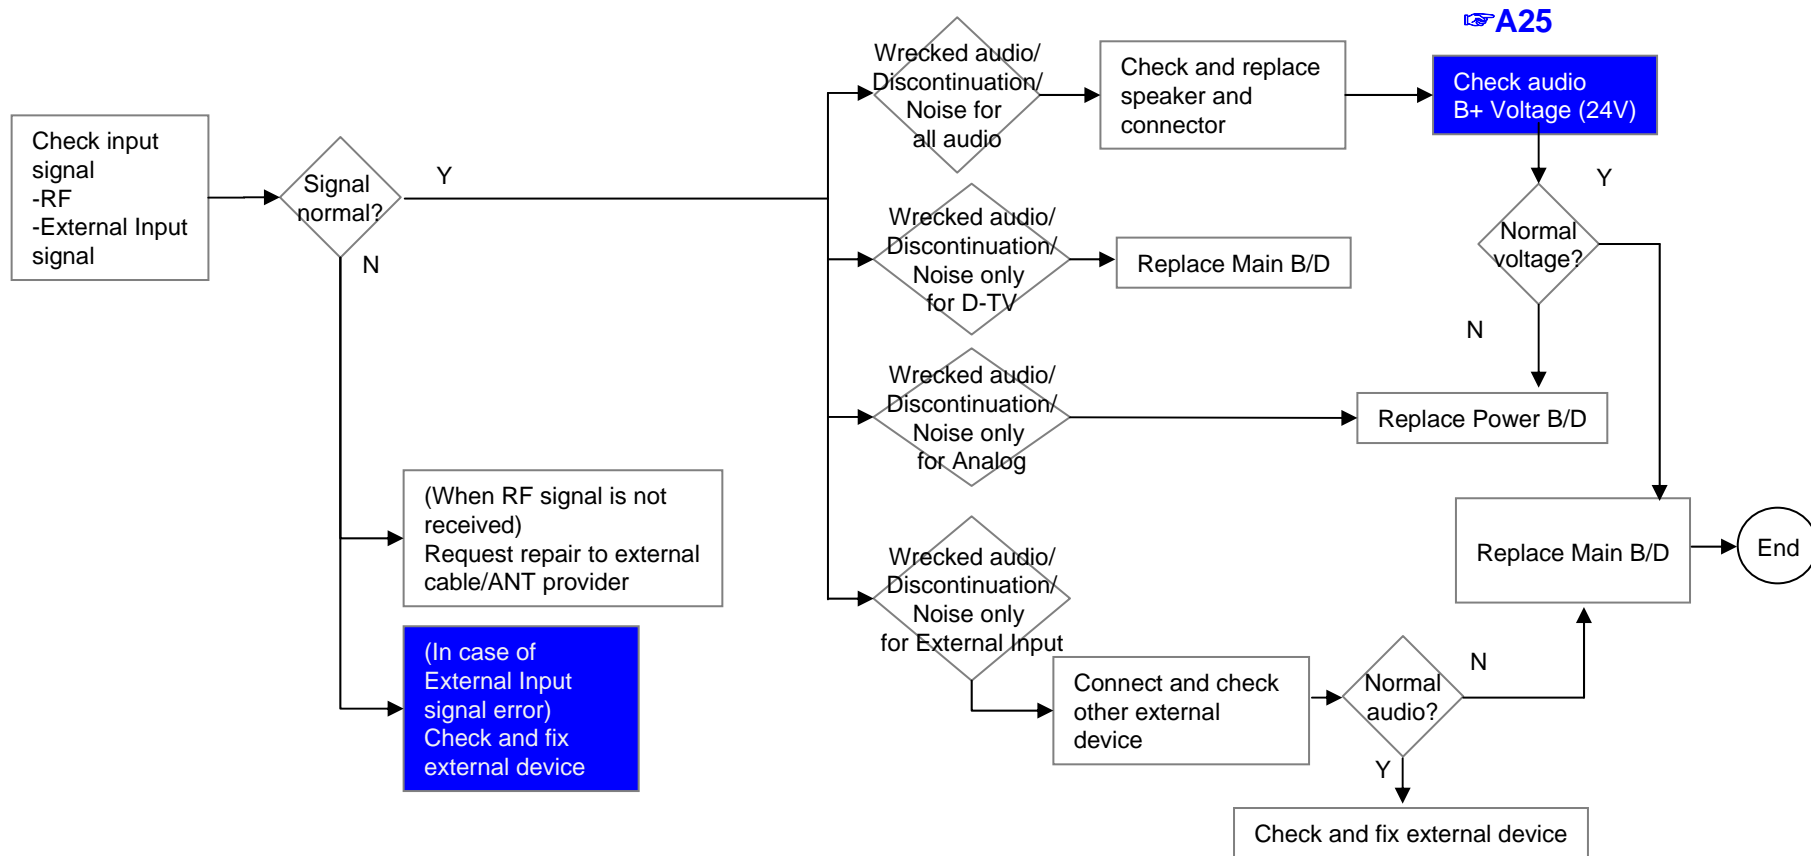 ☞A25
Check input
signal
-RF
-External Input
signal
Signal
normal?
Y
N
(When RF signal is not
received)
Request repair to external
cable/ANT provider
(In case of
External Input
signal error)
Check and fix
external device
Wrecked audio/
Discontinuation/
Noise for
all audio
Check and replace
speaker and
connector
Check audio
B+ Voltage (24V)
Normal
voltage?
Y
N
Wrecked audio/
Discontinuation/
Noise only
for D-TV
Replace Main B/D
Wrecked audio/
Discontinuation/
Noise only
for Analog
Replace Power B/D
Wrecked audio/
Discontinuation/
Noise only
for External Input
Connect and check
other external
device
Normal
audio?
N
Y
Replace Main B/D
End
Check and fix external device